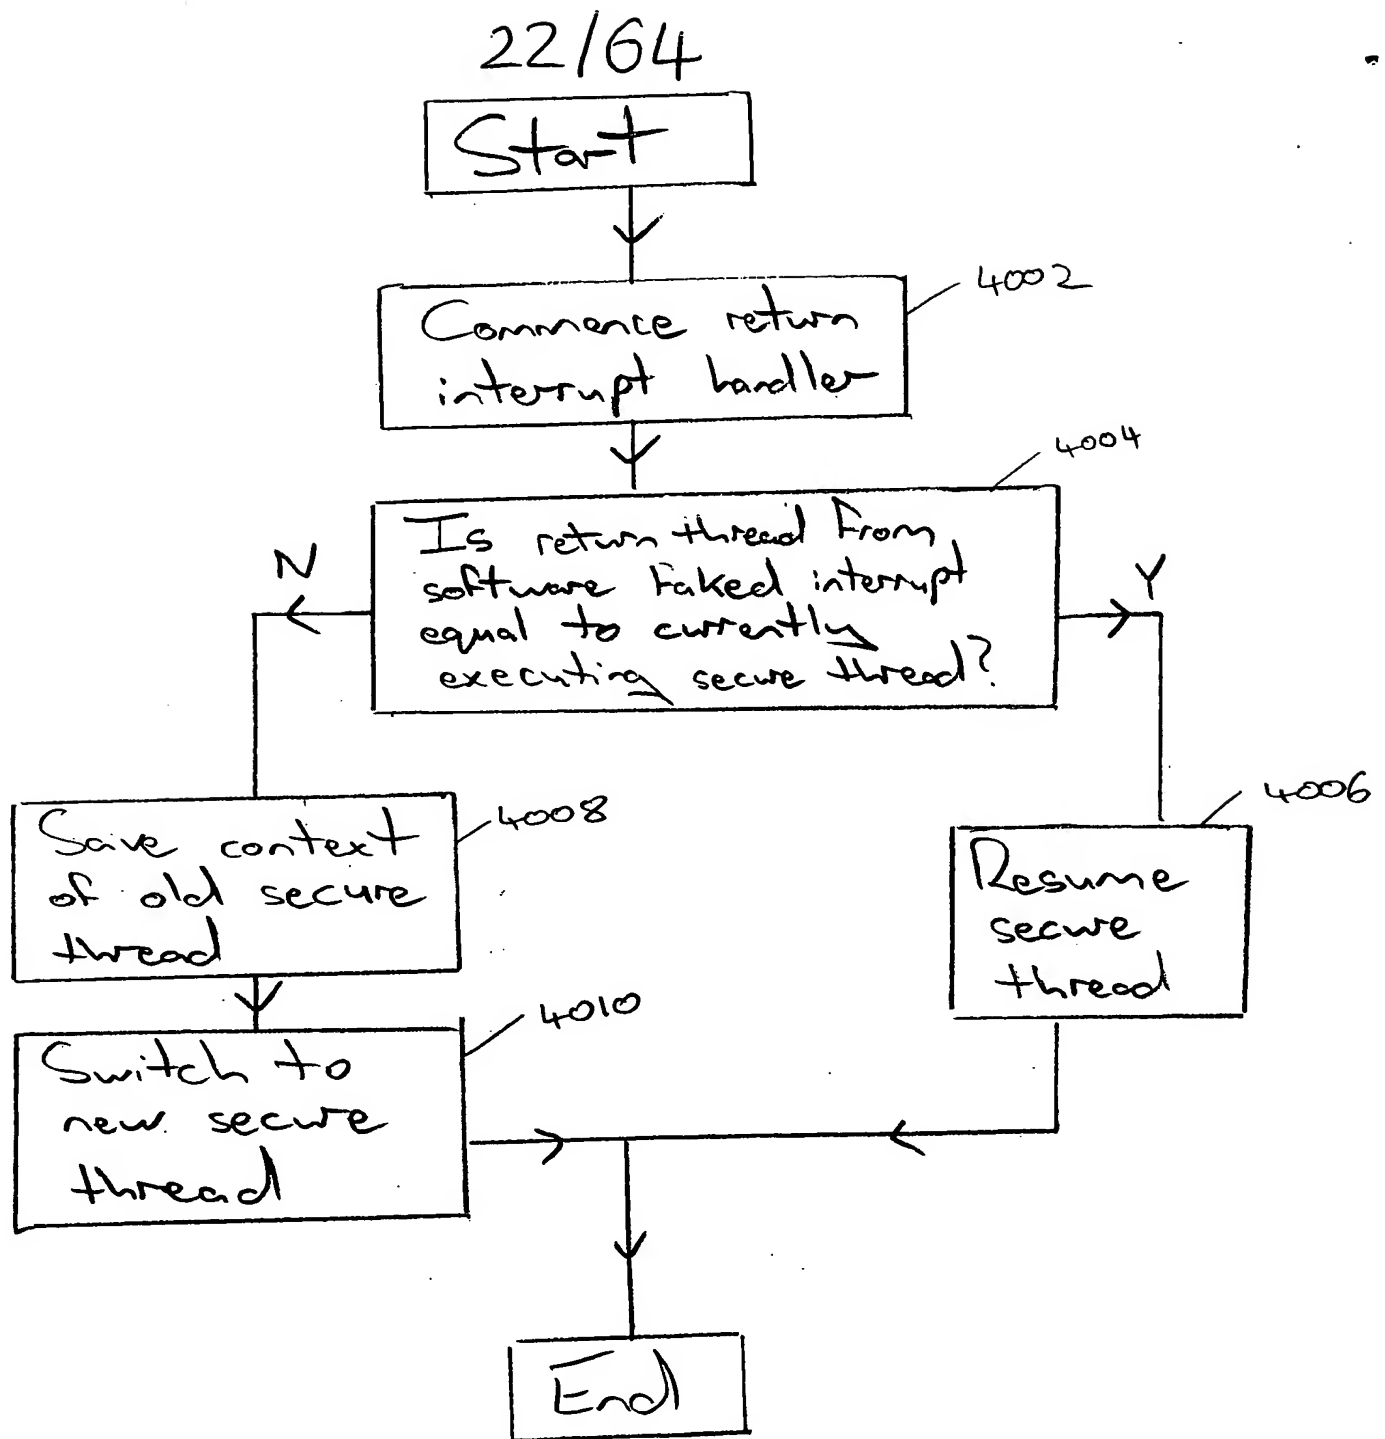 22/64
Start
4002
Commence return
interrupt handler
4004
Is return thread from
software faked interrupt
equal to currently
executing secure thread?
N
Y
4008
Save context
of old secure
thread
4006
Resume
secure
thread
4010
Switch to
new secure
thread
End